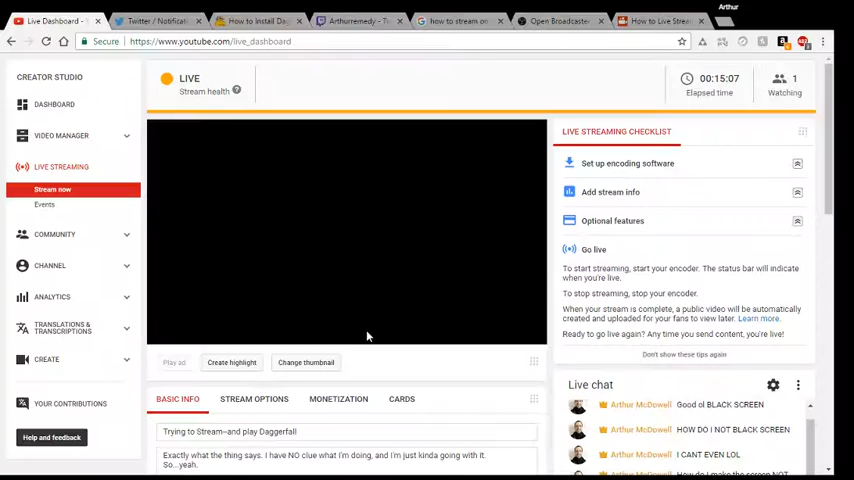 Arthur
Live Dashboard - Yo
Twitter / Notificati
How to Install Dag
Arthurremedy - Tw
how to stream on
Open Broadcaster
How to Live Strea
Secure
https://www.youtube.com/live_dashboard
CREATOR STUDIO
DASHBOARD
VIDEO MANAGER
LIVE STREAMING
Stream now
Events
COMMUNITY
CHANNEL
ANALYTICS
TRANSLATIONS &
TRANSCRIPTIONS
CREATE
YOUR CONTRIBUTIONS
Help and feedback
LIVE
Stream health ?
00:15:07
Elapsed time
1
Watching
Play ad
Create highlight
Change thumbnail
BASIC INFO
STREAM OPTIONS
MONETIZATION
CARDS
Trying to Stream--and play Daggerfall
Exactly what the thing says. I have NO clue what I'm doing, and I'm just kinda going with it.
So...yeah.
LIVE STREAMING CHECKLIST
Set up encoding software
Add stream info
Optional features
Go live
To start streaming, start your encoder. The status bar will indicate
when you're live.
To stop streaming, stop your encoder.
When your stream is complete, a public video will be automatically
created and uploaded for your fans to view later. Learn more.
Ready to go live again? Any time you send content, you're live!
Don't show these tips again
Live chat
Arthur McDowell Good ol BLACK SCREEN
Arthur McDowell HOW DO I NOT BLACK SCREEN
Arthur McDowell I CANT EVEN LOL
Arthur McDowell How do I make the screen NOT